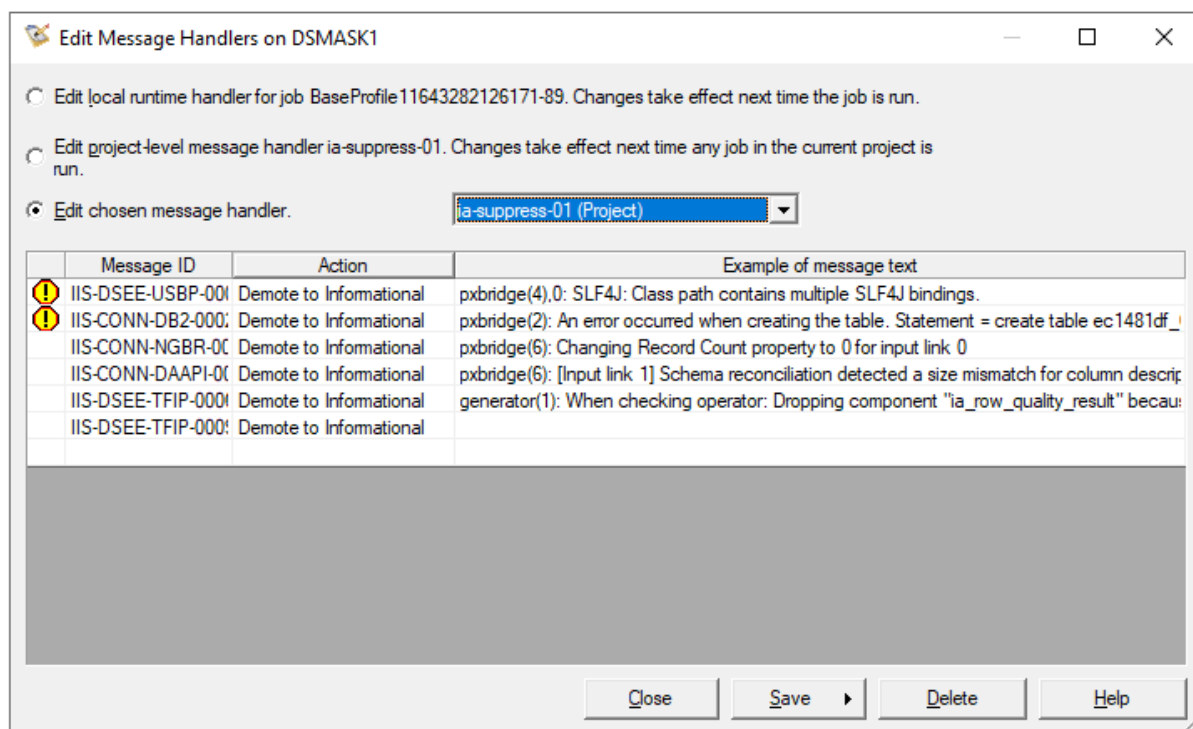 Edit Message Handlers on DSMASK1
Edit local runtime handler for job BaseProfile11643282126171-89. Changes take effect next time the job is run.
Edit project-level message handler ia-suppress-01. Changes take effect next time any job in the current project is
run.
Edit chosen message handler. ia-suppress-01 (Project)
Message ID Action Example of message text
IIS-DSEE-USBP-00 Demote to Informational pxbridge(4),0: SLF4J: Class path contains multiple SLF4J bindings.
IIS-CONN-DB2-000 Demote to Informational pxbridge(2): An error occurred when creating the table. Statement = create table ec1481df_
IIS-CONN-NGBR-0 Demote to Informational pxbridge(6): Changing Record Count property to 0 for input link 0
IIS-CONN-DAAPI-0 Demote to Informational pxbridge(6): [Input link 1] Schema reconciliation detected a size mismatch for column descrip
IIS-DSEE-TFIP-000 Demote to Informational generator(1): When checking operator: Dropping component "ia_row_quality_result" becau
IIS-DSEE-TFIP-000 Demote to Informational
Close Save Delete Help